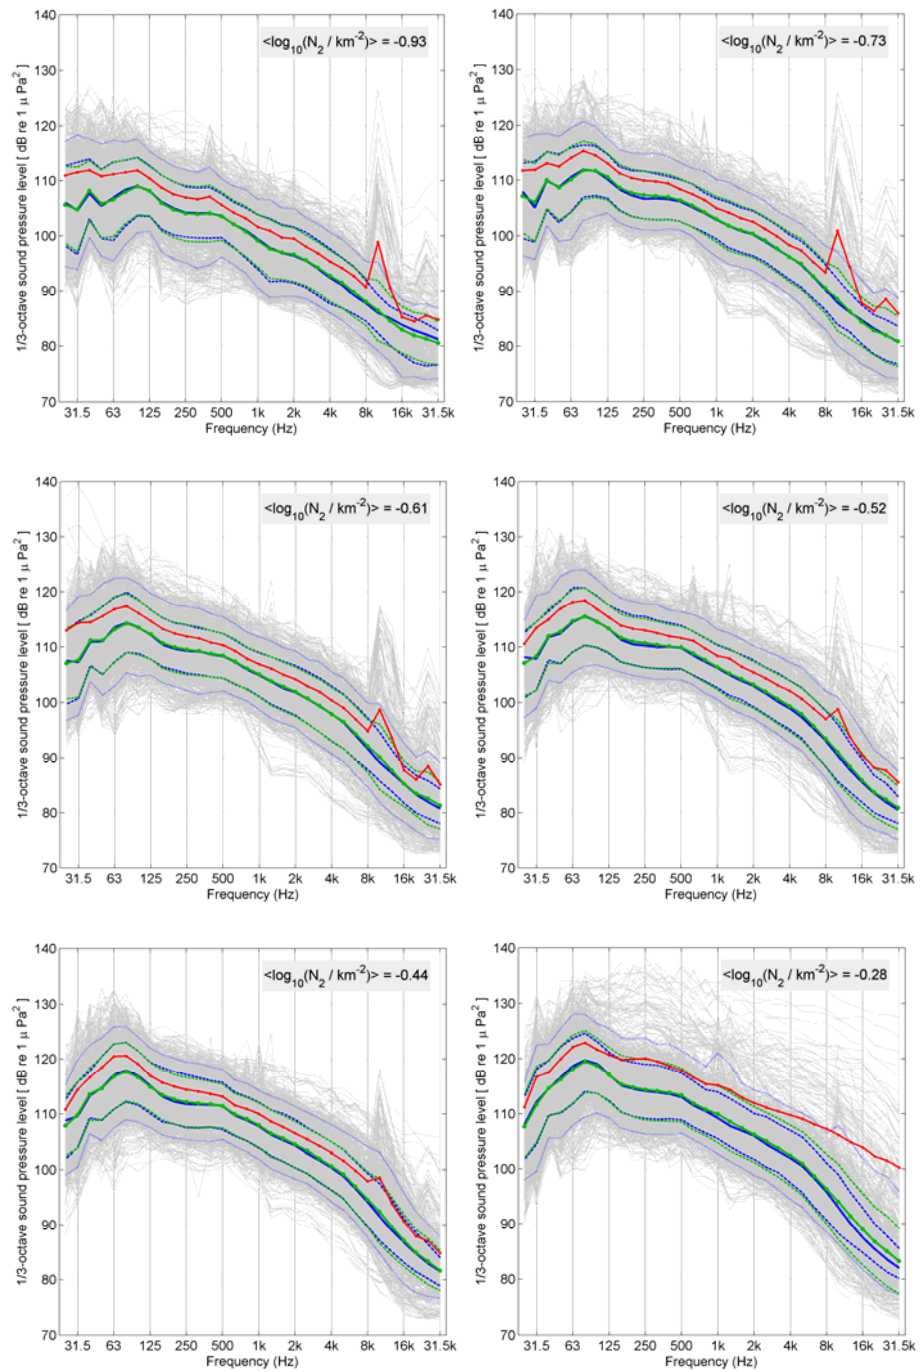 <log10(N2 / km-2)> = -0.93
1/3-octave sound pressure level [ dB re 1 μ Pa2 ]
140
130
120
110
100
90
80
70
31.5 63 125 250 500 1k 2k 4k 8k 16k 31.5k
Frequency (Hz)
<log10(N2 / km-2)> = -0.73
1/3-octave sound pressure level [ dB re 1 μ Pa2 ]
140
130
120
110
100
90
80
70
31.5 63 125 250 500 1k 2k 4k 8k 16k 31.5k
Frequency (Hz)
<log10(N2 / km-2)> = -0.61
1/3-octave sound pressure level [ dB re 1 μ Pa2 ]
140
130
120
110
100
90
80
70
31.5 63 125 250 500 1k 2k 4k 8k 16k 31.5k
Frequency (Hz)
<log10(N2 / km-2)> = -0.52
1/3-octave sound pressure level [ dB re 1 μ Pa2 ]
140
130
120
110
100
90
80
70
31.5 63 125 250 500 1k 2k 4k 8k 16k 31.5k
Frequency (Hz)
<log10(N2 / km-2)> = -0.44
1/3-octave sound pressure level [ dB re 1 μ Pa2 ]
140
130
120
110
100
90
80
70
31.5 63 125 250 500 1k 2k 4k 8k 16k 31.5k
Frequency (Hz)
<log10(N2 / km-2)> = -0.28
1/3-octave sound pressure level [ dB re 1 μ Pa2 ]
140
130
120
110
100
90
80
70
31.5 63 125 250 500 1k 2k 4k 8k 16k 31.5k
Frequency (Hz)